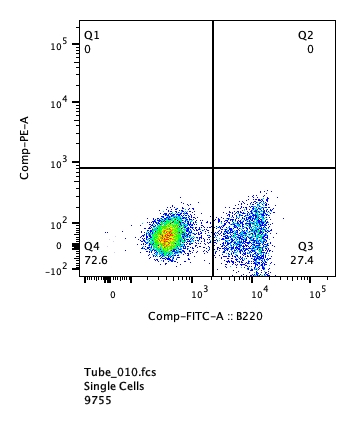 Q1
0
Q2
0
10^5
10^4
10^3
10^2
0
-10^2
Comp-PE-A
Q4
72.6
Q3
27.4
0
10^3
10^4
10^5
Comp-FITC-A :: B220
Tube_010.fcs
Single Cells
9755